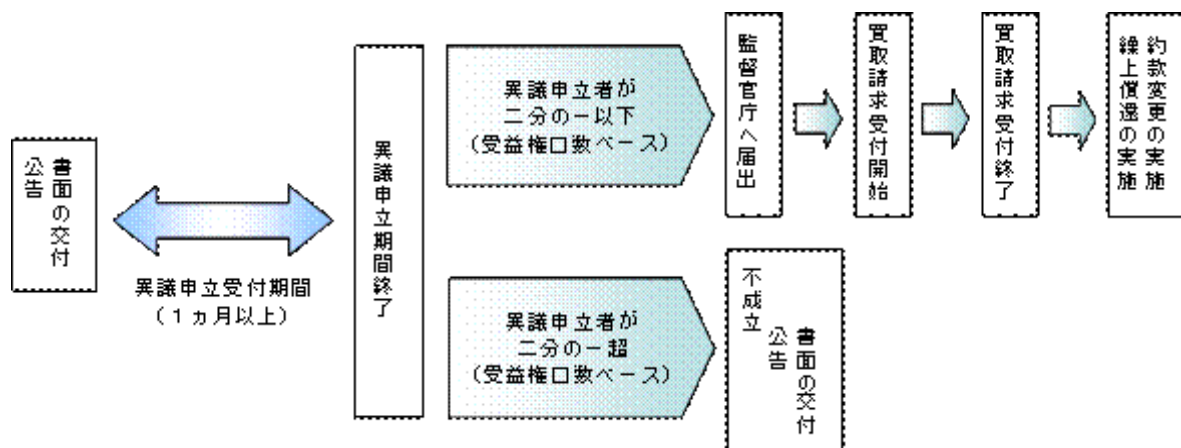 書面の交付
公告
異議申立受付期間
(1ヵ月以上)
異議申立期間終了
異議申立者が
二分の一以下
(受益権口数ベース)
監督官庁へ届出
買取請求受付開始
買取請求受付終了
約款変更の実施
繰上償還の実施
異議申立者が
二分の一超
(受益権口数ベース)
不成立
書面の交付
公告